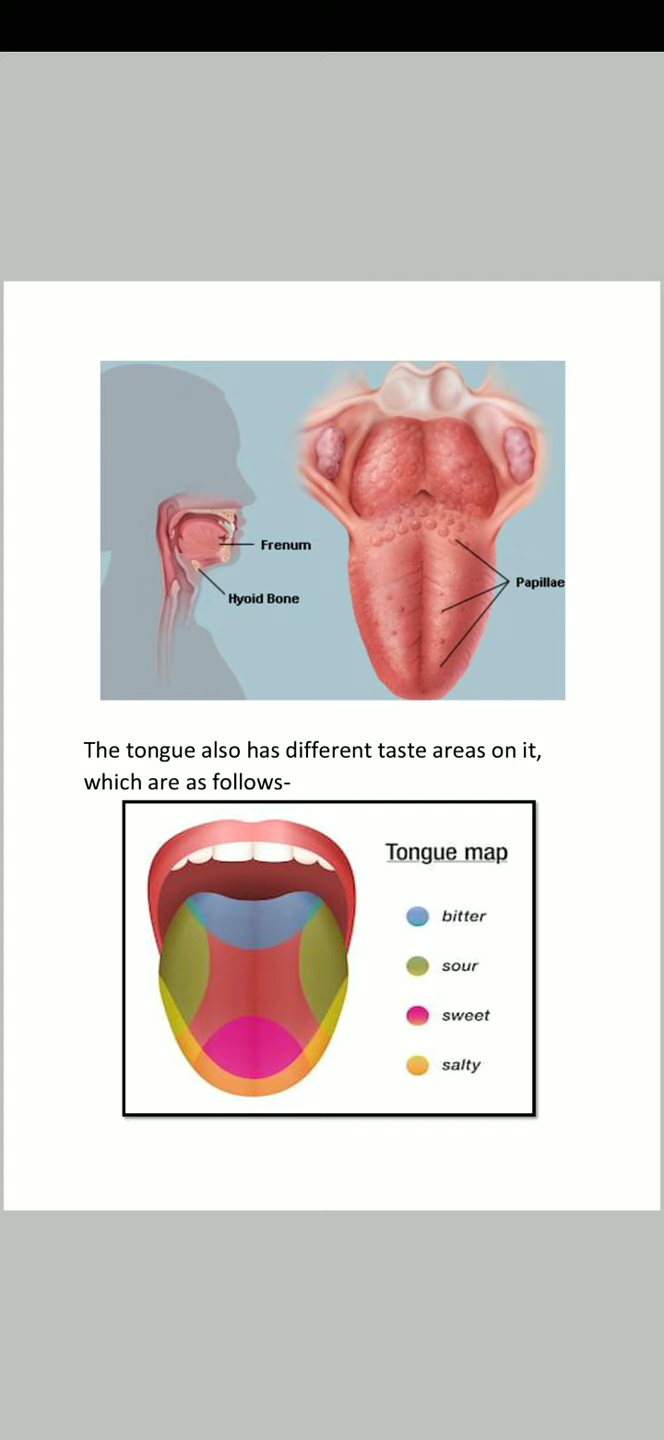 Frenum
Hyoid Bone
Papillae
The tongue also has different taste areas on it,
which are as follows-
Tongue map
bitter
sour
sweet
salty